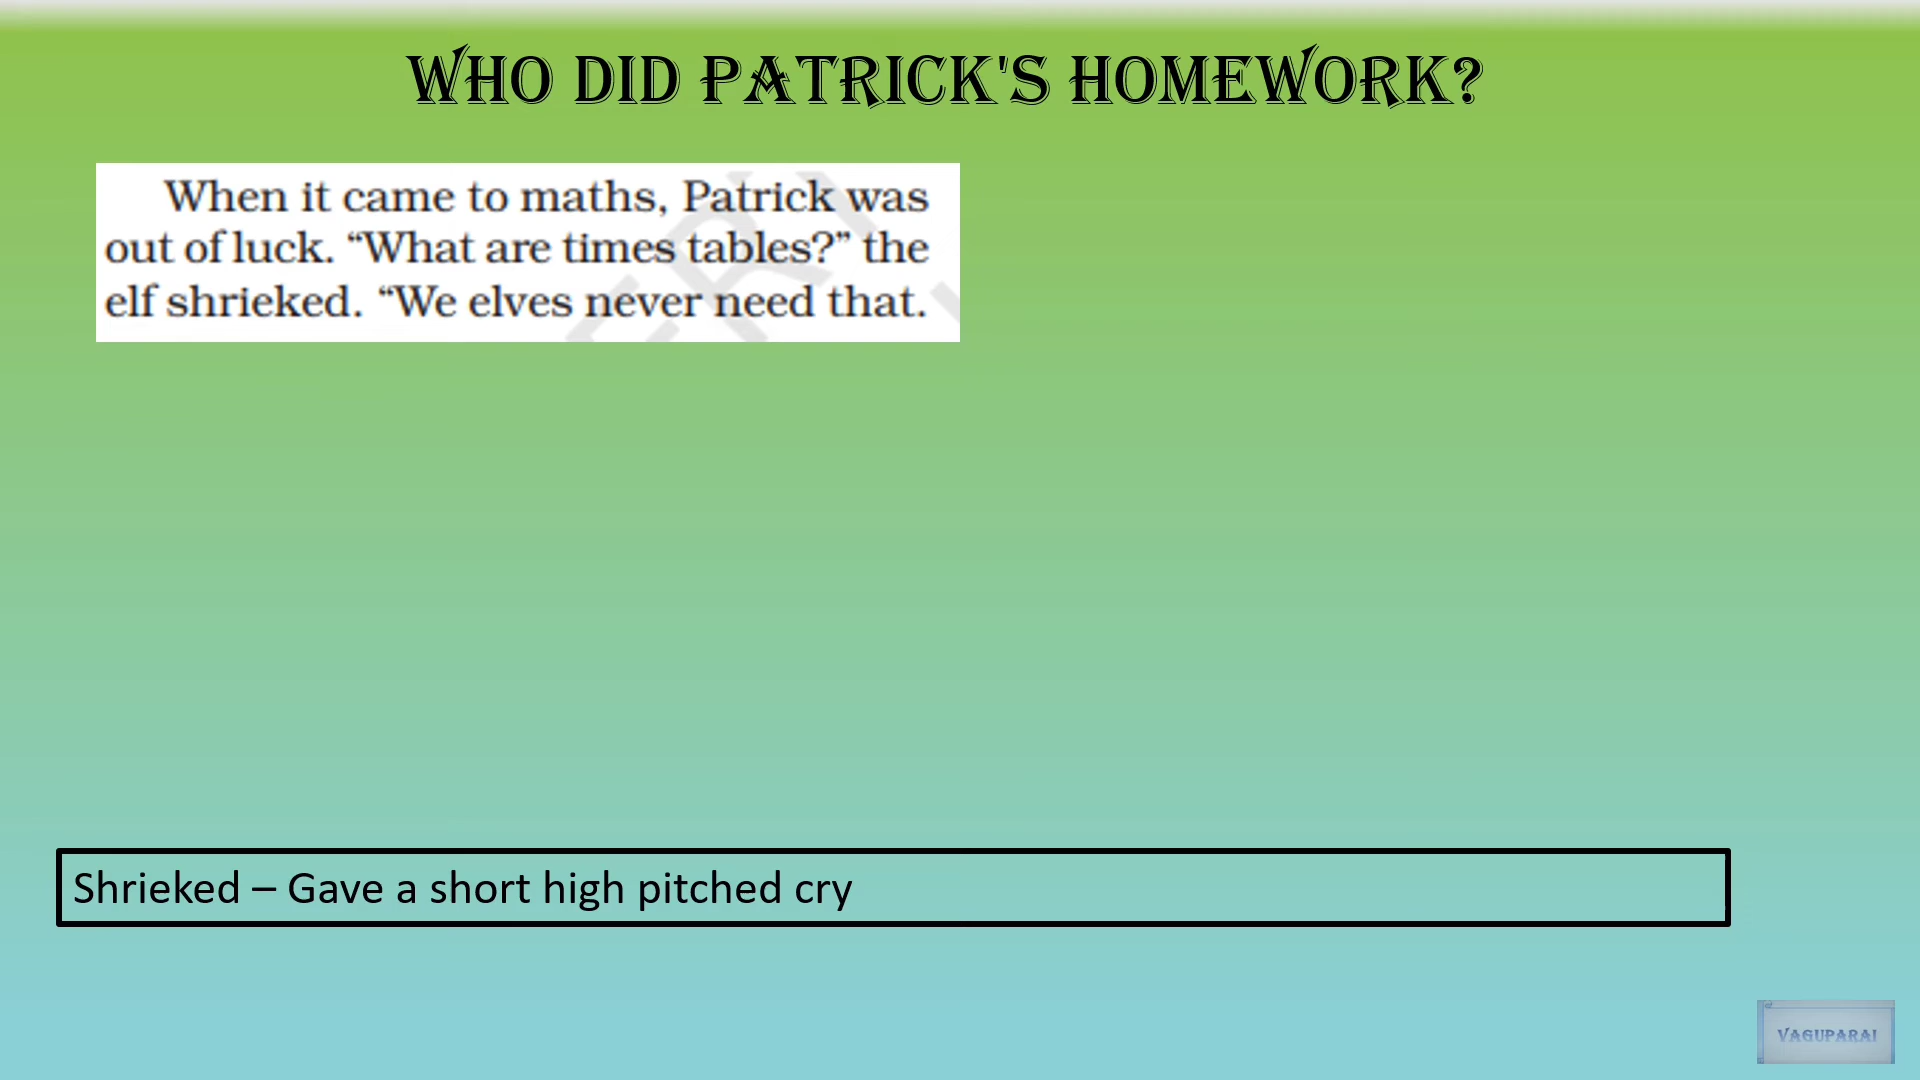 WHO DID PATRICK'S HOMEWORK?
When it came to maths, Patrick was
out of luck. “What are times tables?” the
elf shrieked. “We elves never need that.
Shrieked – Gave a short high pitched cry
VAGUPARAI